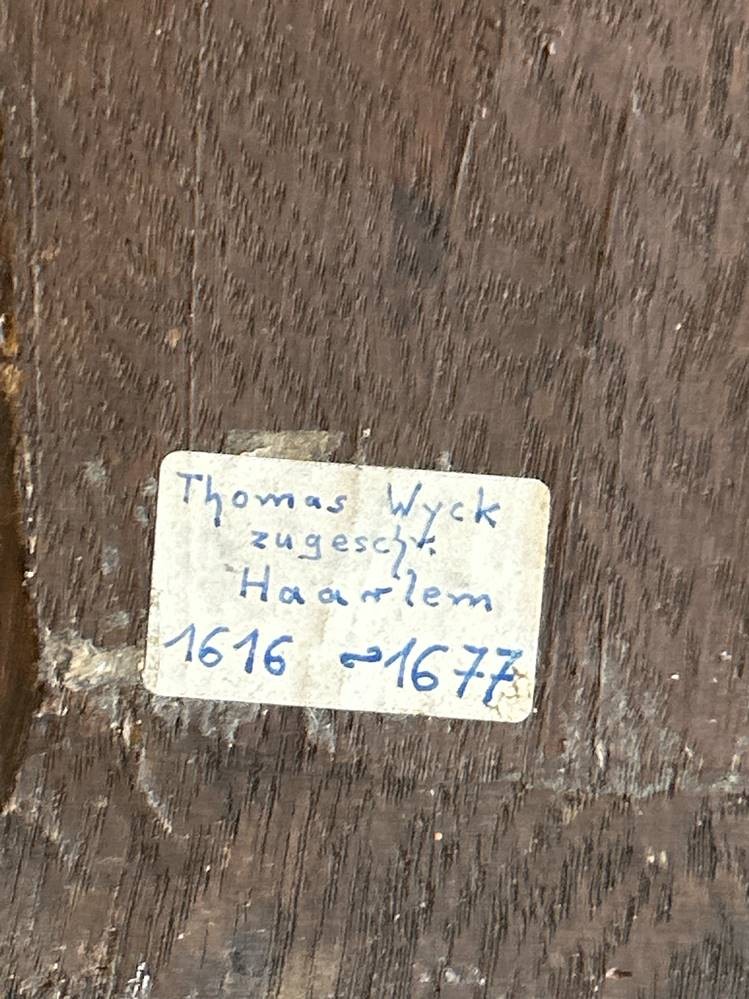 Thomas Wyck
zugeschr.
Haarlem
1616 ~ 1677